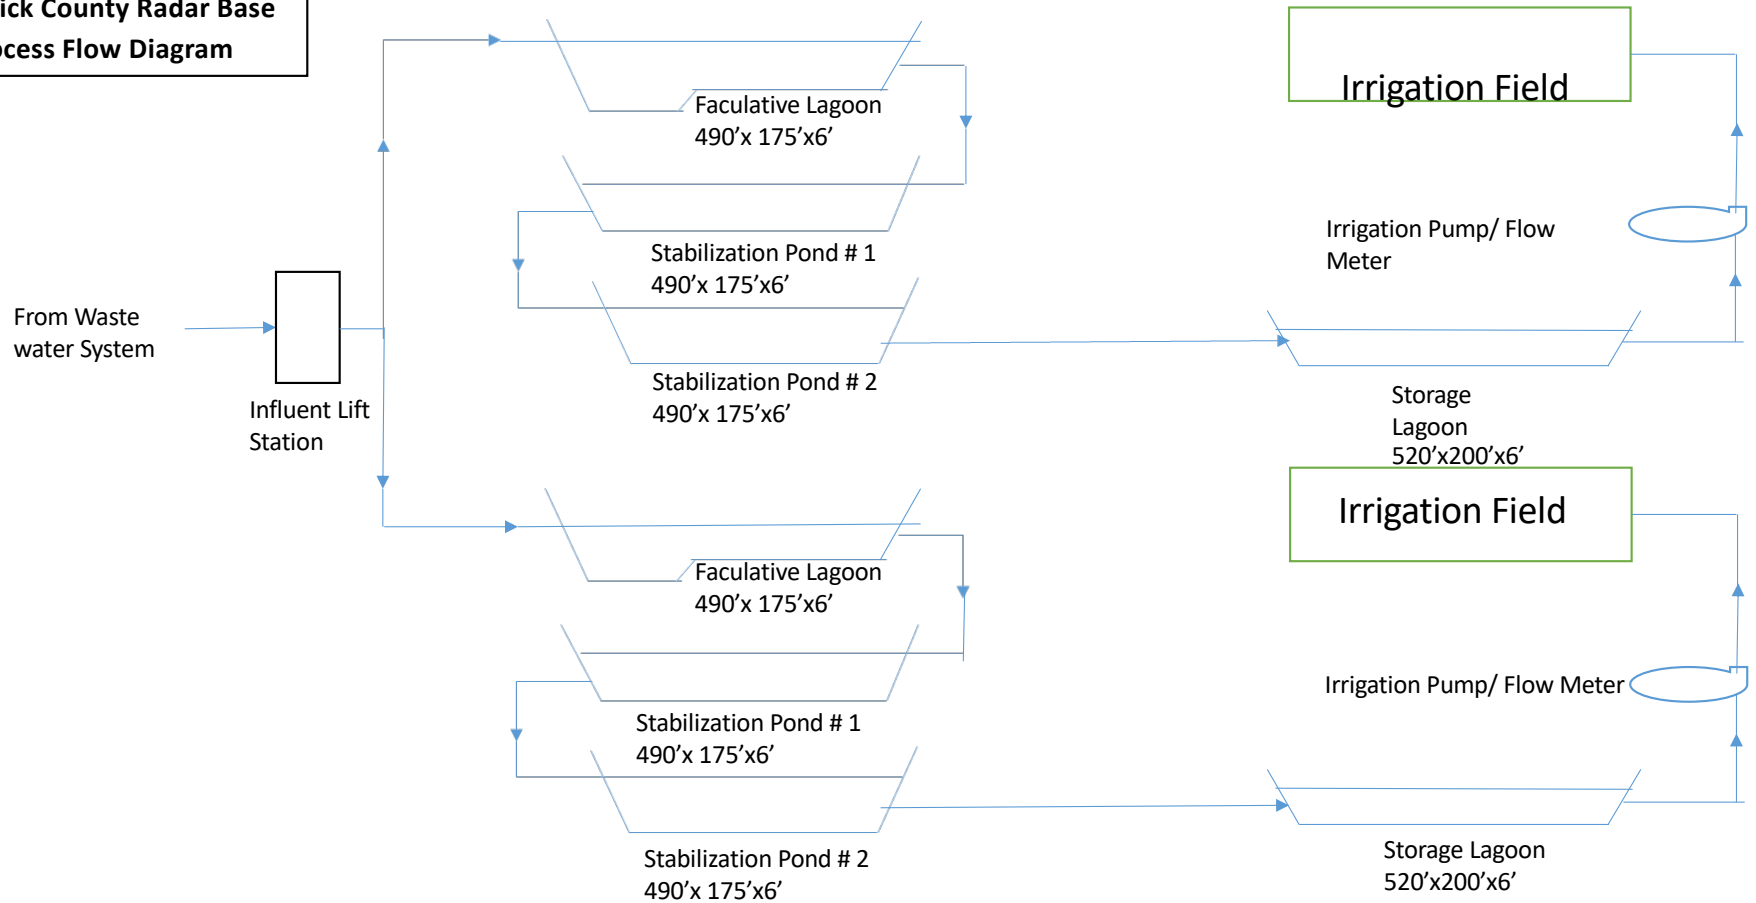 ick County Radar Base
ocess Flow Diagram
Irrigation Field
Faculative Lagoon
490’x 175’x6’
Irrigation Pump/ Flow
Meter
Stabilization Pond # 1
490’x 175’x6’
From Waste
water System
Stabilization Pond # 2
490’x 175’x6’
Influent Lift
Station
Storage
Lagoon
520’x200’x6’
Irrigation Field
Faculative Lagoon
490’x 175’x6’
Irrigation Pump/ Flow Meter
Stabilization Pond # 1
490’x 175’x6’
Stabilization Pond # 2
490’x 175’x6’
Storage Lagoon
520’x200’x6’